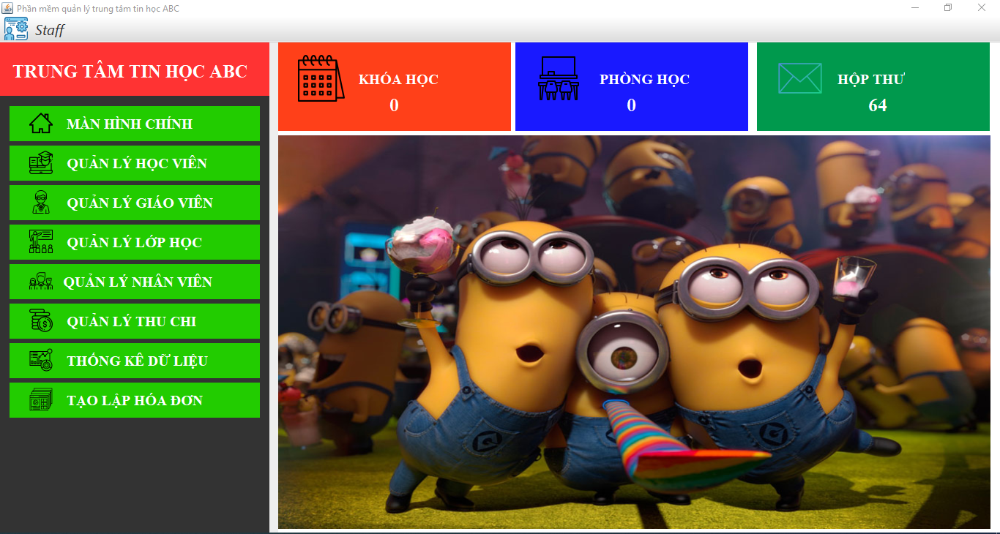 Phần mềm quản lý trung tâm tin học ABC
Staff
TRUNG TÂM TIN HỌC ABC
MÀN HÌNH CHÍNH
QUẢN LÝ HỌC VIÊN
QUẢN LÝ GIÁO VIÊN
QUẢN LÝ LỚP HỌC
QUẢN LÝ NHÂN VIÊN
QUẢN LÝ THU CHI
THỐNG KÊ DỮ LIỆU
TẠO LẬP HÓA ĐƠN
KHÓA HỌC
0
PHÒNG HỌC
0
HỘP THƯ
64